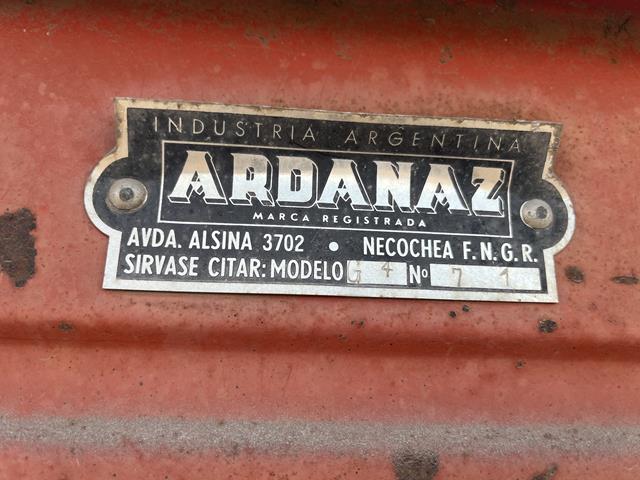 INDUSTRIA ARGENTINA
ARDANAZ
MARCA REGISTRADA
AVDA. ALSINA 3702 • NECOCHEA F.N.G.R.
SIRVASE CITAR: MODELO G 4 Nº 7 1